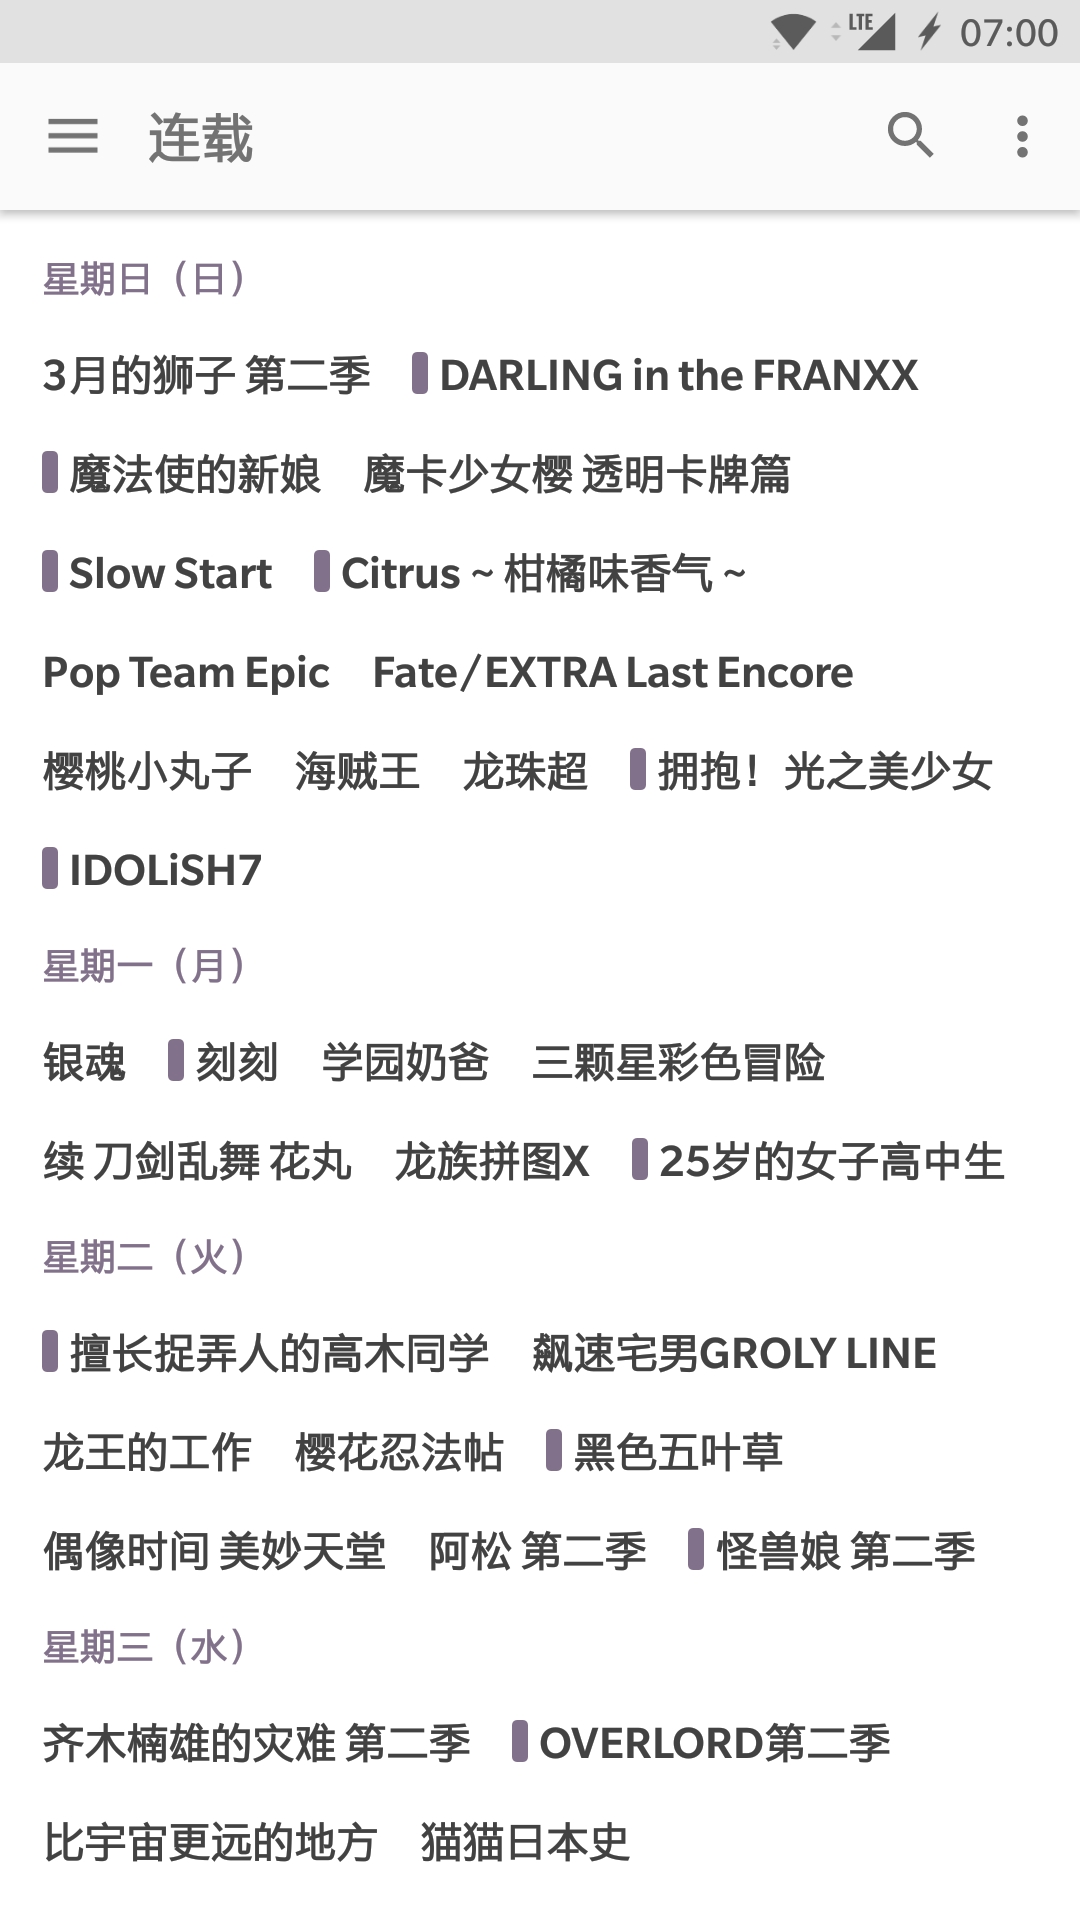 LTE 07:00
连载
星期日（日）
3月的狮子 第二季 DARLING in the FRANXX
魔法使的新娘 魔卡少女樱 透明卡牌篇
Slow Start Citrus ~ 柑橘味香气 ~
Pop Team Epic Fate/EXTRA Last Encore
樱桃小丸子 海贼王 龙珠超 拥抱！光之美少女
IDOLiSH7
星期一（月）
银魂 刻刻 学园奶爸 三颗星彩色冒险
续 刀剑乱舞 花丸 龙族拼图X 25岁的女子高中生
星期二（火）
擅长捉弄人的高木同学 飙速宅男GROLY LINE
龙王的工作 樱花忍法帖 黑色五叶草
偶像时间 美妙天堂 阿松 第二季 怪兽娘 第二季
星期三（水）
齐木楠雄的灾难 第二季 OVERLORD第二季
比宇宙更远的地方 猫猫日本史